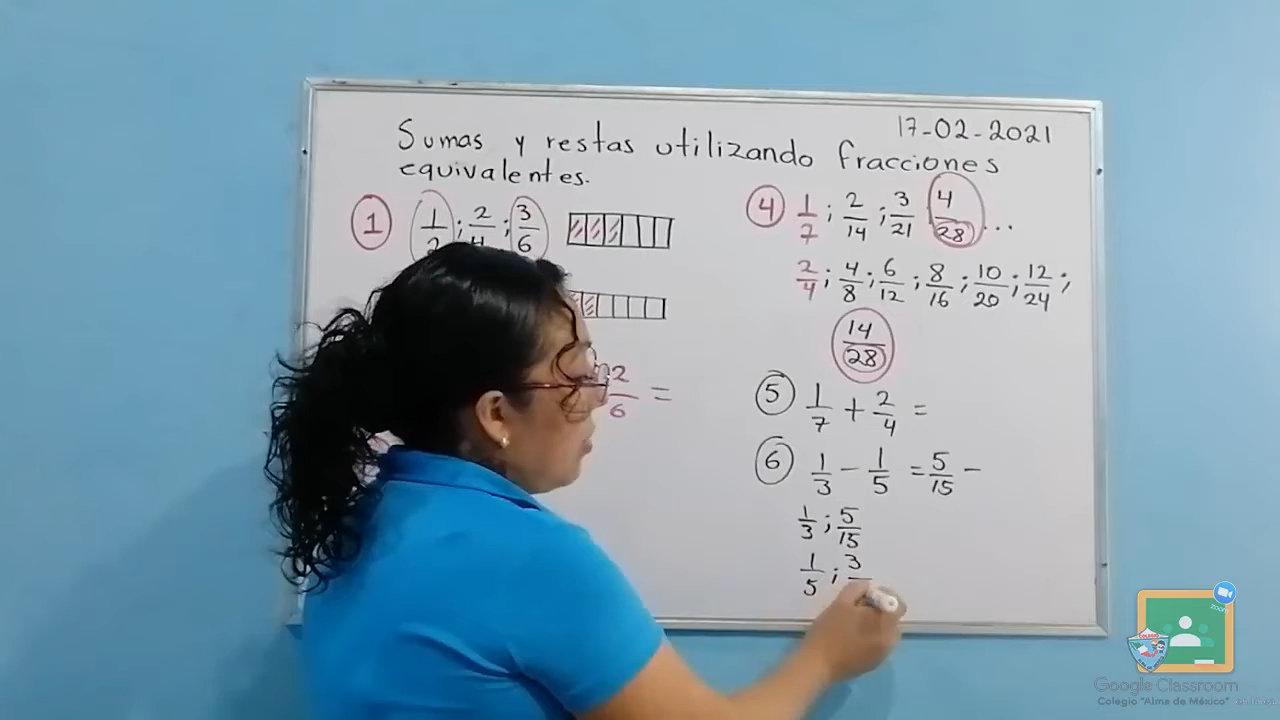 17-02-2021
Sumas y restas utilizando fracciones
equivalentes.
1 1/2 ; 2/4 ; 3/6
2/6 =
4 1/7 ; 2/14 ; 3/21 4/28 ...
2/4 ; 4/8 ; 6/12 ; 8/16 ; 10/20 ; 12/24 ;
14/28
5 1/7 + 2/4 =
6 1/3 - 1/5 = 5/15 -
1/3 ; 5/15
1/5 ; 3
zoom
COLEGIO
Google Classroom
Colegio "Alma de México"